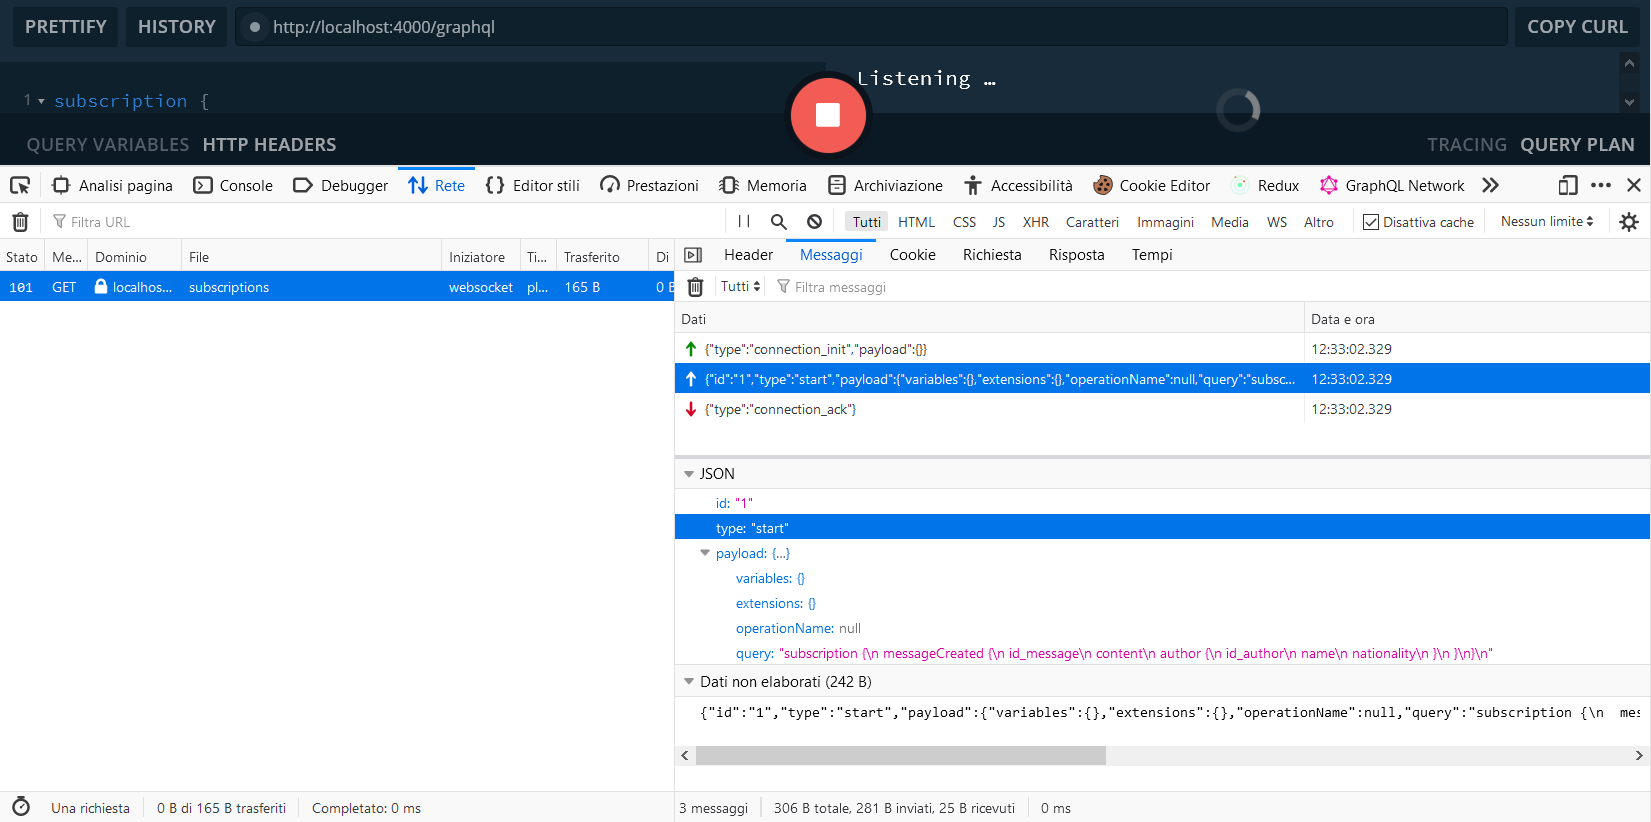 PRETTIFY HISTORY http://localhost:4000/graphql COPY CURL
Listening …
1 subscription {
QUERY VARIABLES HTTP HEADERS TRACING QUERY PLAN
Analisi pagina Console Debugger Rete Editor stili Prestazioni Memoria Archiviazione Accessibilità Cookie Editor Redux GraphQL Network
Filtra URL Tutti HTML CSS JS XHR Caratteri Immagini Media WS Altro Disattiva cache Nessun limite
Stato Me... Dominio File Iniziatore Ti... Trasferito Di
101 GET localhos... subscriptions websocket pl... 165 B 0 B
Header Messaggi Cookie Richiesta Risposta Tempi
Tutti Filtra messaggi
Dati Data e ora
{"type":"connection_init","payload":{}} 12:33:02.329
{"id":"1","type":"start","payload":{"variables":{},"extensions":{},"operationName":null,"query":"subsc... 12:33:02.329
{"type":"connection_ack"} 12:33:02.329
JSON
id: "1"
type: "start"
payload: {…}
variables: {}
extensions: {}
operationName: null
query: "subscription {\n messageCreated {\n id_message\n content\n author {\n id_author\n name\n nationality\n }\n }\n}\n"
Dati non elaborati (242 B)
{"id":"1","type":"start","payload":{"variables":{},"extensions":{},"operationName":null,"query":"subscription {\n  mes
Una richiesta 0 B di 165 B trasferiti Completato: 0 ms
3 messaggi 306 B totale, 281 B inviati, 25 B ricevuti 0 ms